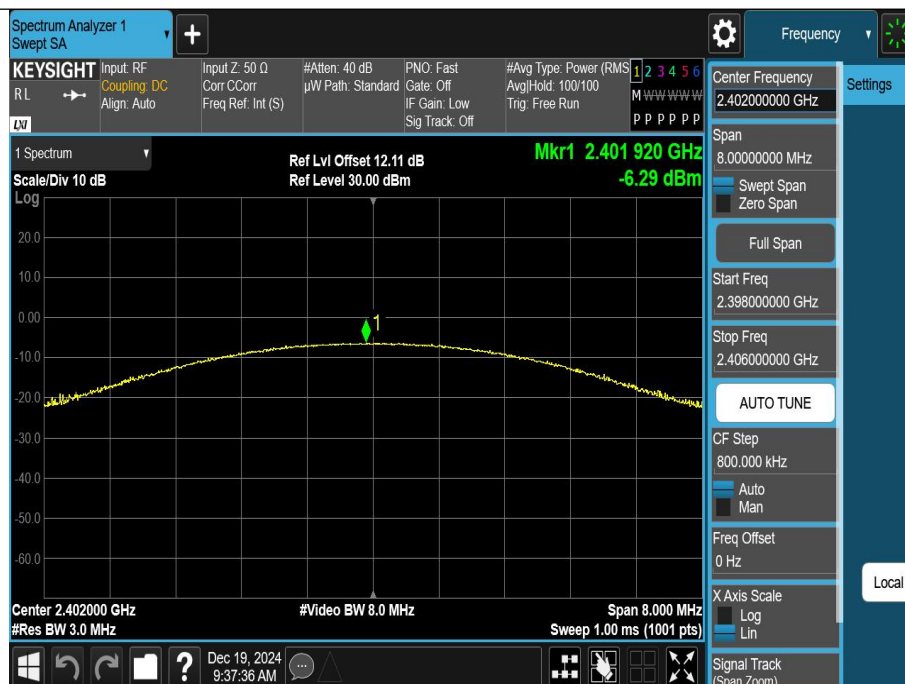 Spectrum Analyzer 1
Swept SA
+
Frequency
KEYSIGHT
RL
LXI
Input: RF
Coupling: DC
Align: Auto
Input Z: 50 Ω
Corr CCorr
Freq Ref: Int (S)
#Atten: 40 dB
µW Path: Standard
PNO: Fast
Gate: Off
IF Gain: Low
Sig Track: Off
#Avg Type: Power (RMS
Avg|Hold: 100/100
Trig: Free Run
1 2 3 4 5 6
M W W W W W
P P P P P P
1 Spectrum
Scale/Div 10 dB
Log
Ref Lvl Offset 12.11 dB
Ref Level 30.00 dBm
Mkr1 2.401 920 GHz
-6.29 dBm
20.0
10.0
0.00
-10.0
-20.0
-30.0
-40.0
-50.0
-60.0
1
Center 2.402000 GHz
#Res BW 3.0 MHz
#Video BW 8.0 MHz
Span 8.000 MHz
Sweep 1.00 ms (1001 pts)
Center Frequency
2.402000000 GHz
Span
8.00000000 MHz
Swept Span
Zero Span
Full Span
Start Freq
2.398000000 GHz
Stop Freq
2.406000000 GHz
AUTO TUNE
CF Step
800.000 kHz
Auto
Man
Freq Offset
0 Hz
X Axis Scale
Log
Lin
Signal Track
(Span Zoom)
Settings
Local
?
Dec 19, 2024
9:37:36 AM